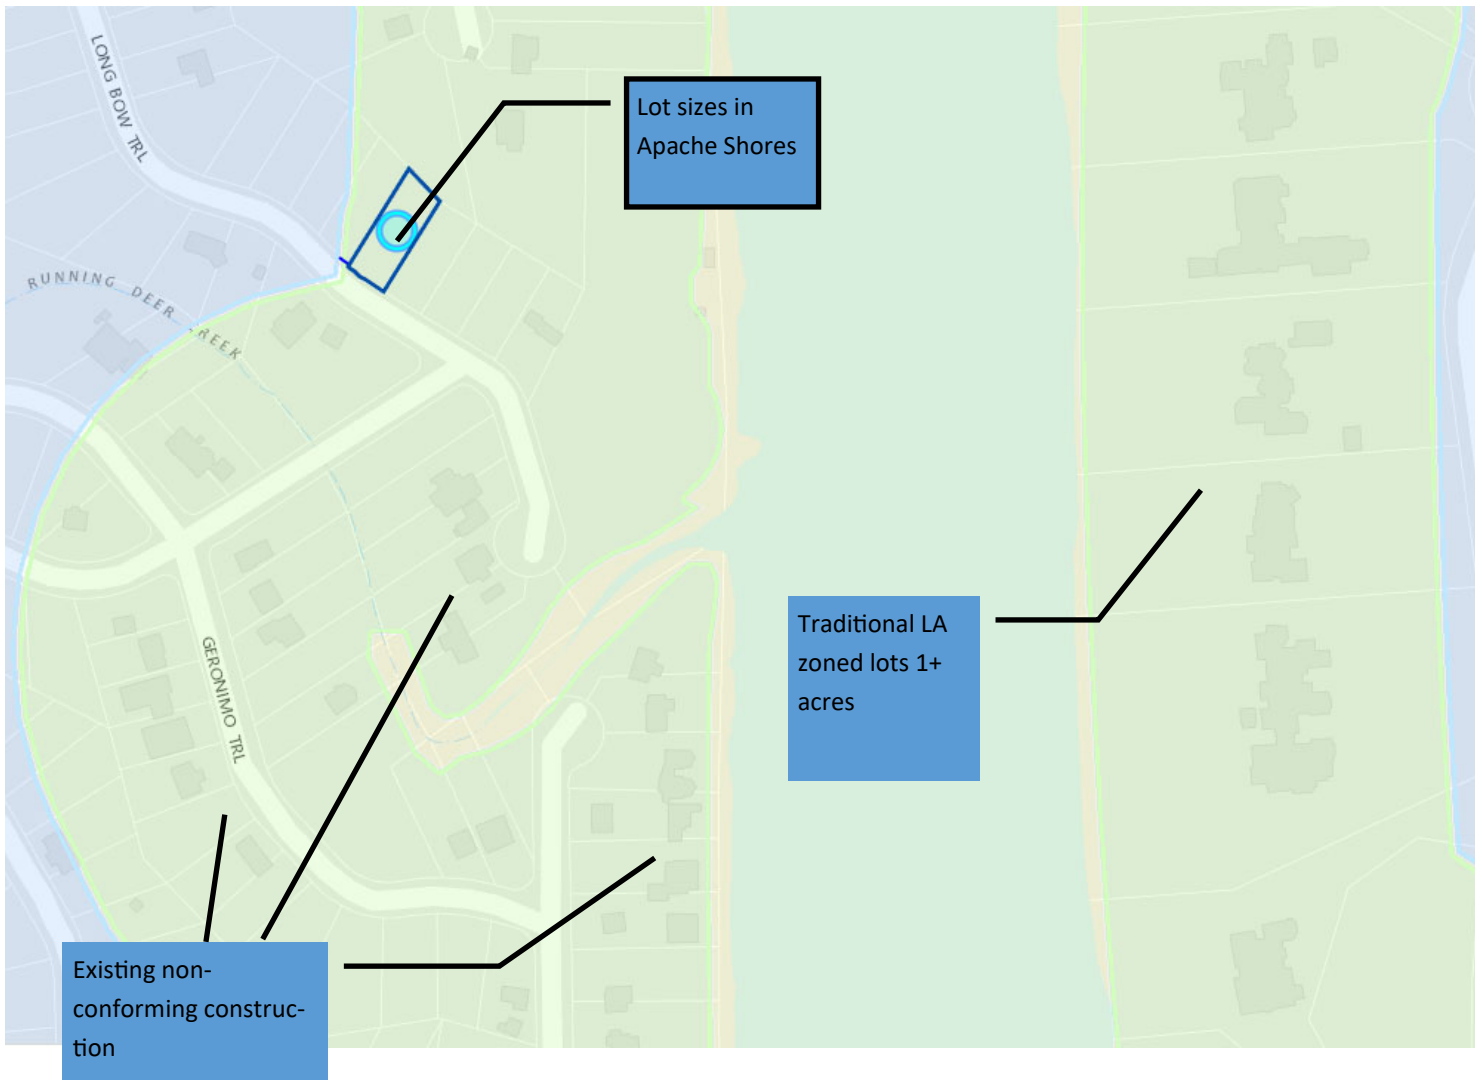 LONG BOW TRL
Lot sizes in
Apache Shores
RUNNING DEER CREEK
GERONIMO TRL
Traditional LA
zoned lots 1+
acres
Existing non-
conforming construc-
tion